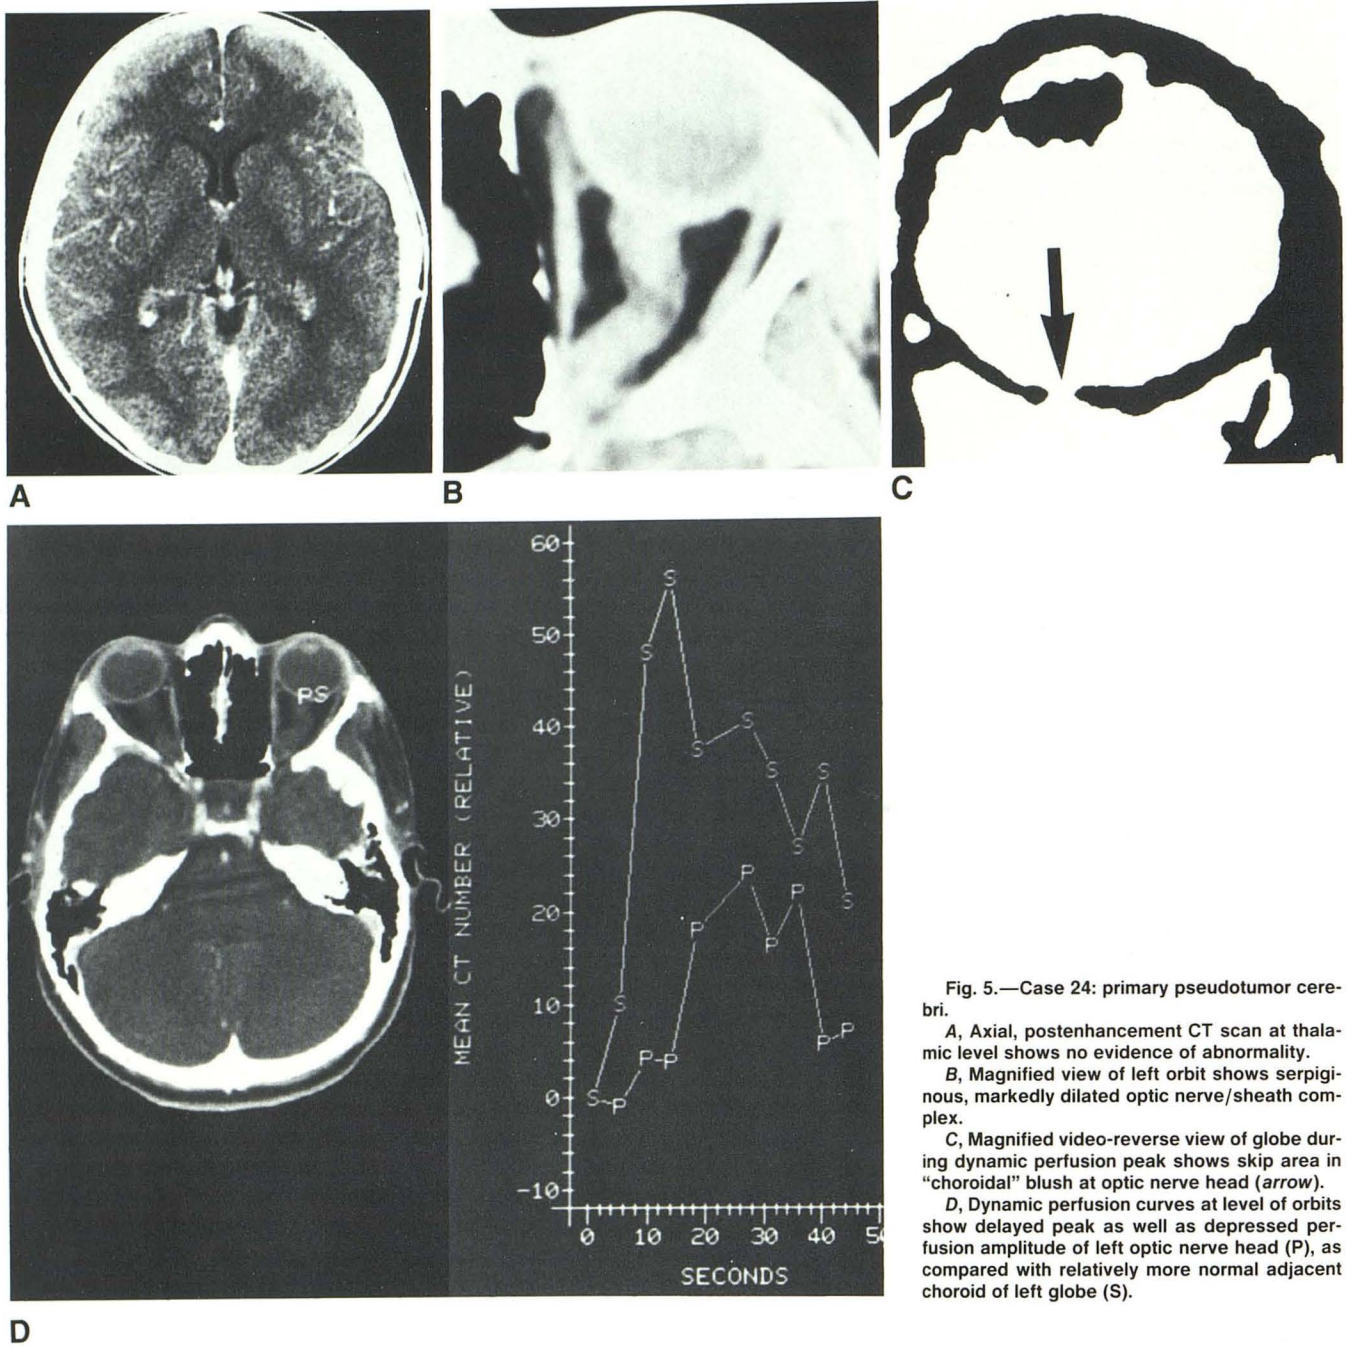 A
B
C
PS
MEAN CT NUMBER (RELATIVE)
60
50
40
30
20
10
0
-10
S
S
S
S
S
S
S
S
S
S
S
P
P
P
P
P
P
P
P
P
0 10 20 30 40 50
SECONDS
D
Fig. 5.—Case 24: primary pseudotumor cere-
bri.
A, Axial, postenhancement CT scan at thala-
mic level shows no evidence of abnormality.
B, Magnified view of left orbit shows serpigi-
nous, markedly dilated optic nerve/sheath com-
plex.
C, Magnified video-reverse view of globe dur-
ing dynamic perfusion peak shows skip area in
"choroidal" blush at optic nerve head (arrow).
D, Dynamic perfusion curves at level of orbits
show delayed peak as well as depressed per-
fusion amplitude of left optic nerve head (P), as
compared with relatively more normal adjacent
choroid of left globe (S).